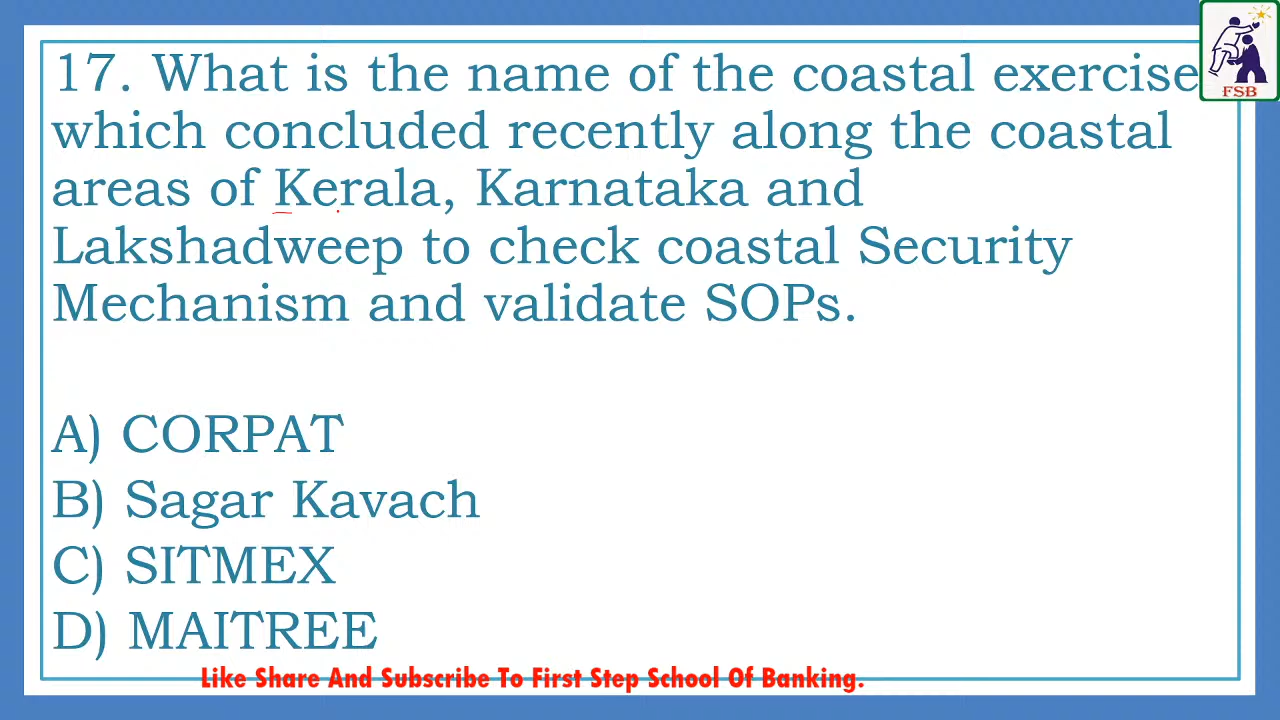 FSB
17. What is the name of the coastal exercise
which concluded recently along the coastal
areas of Kerala, Karnataka and
Lakshadweep to check coastal Security
Mechanism and validate SOPs.
A) CORPAT
B) Sagar Kavach
C) SITMEX
D) MAITREE
Like Share And Subscribe To First Step School Of Banking.